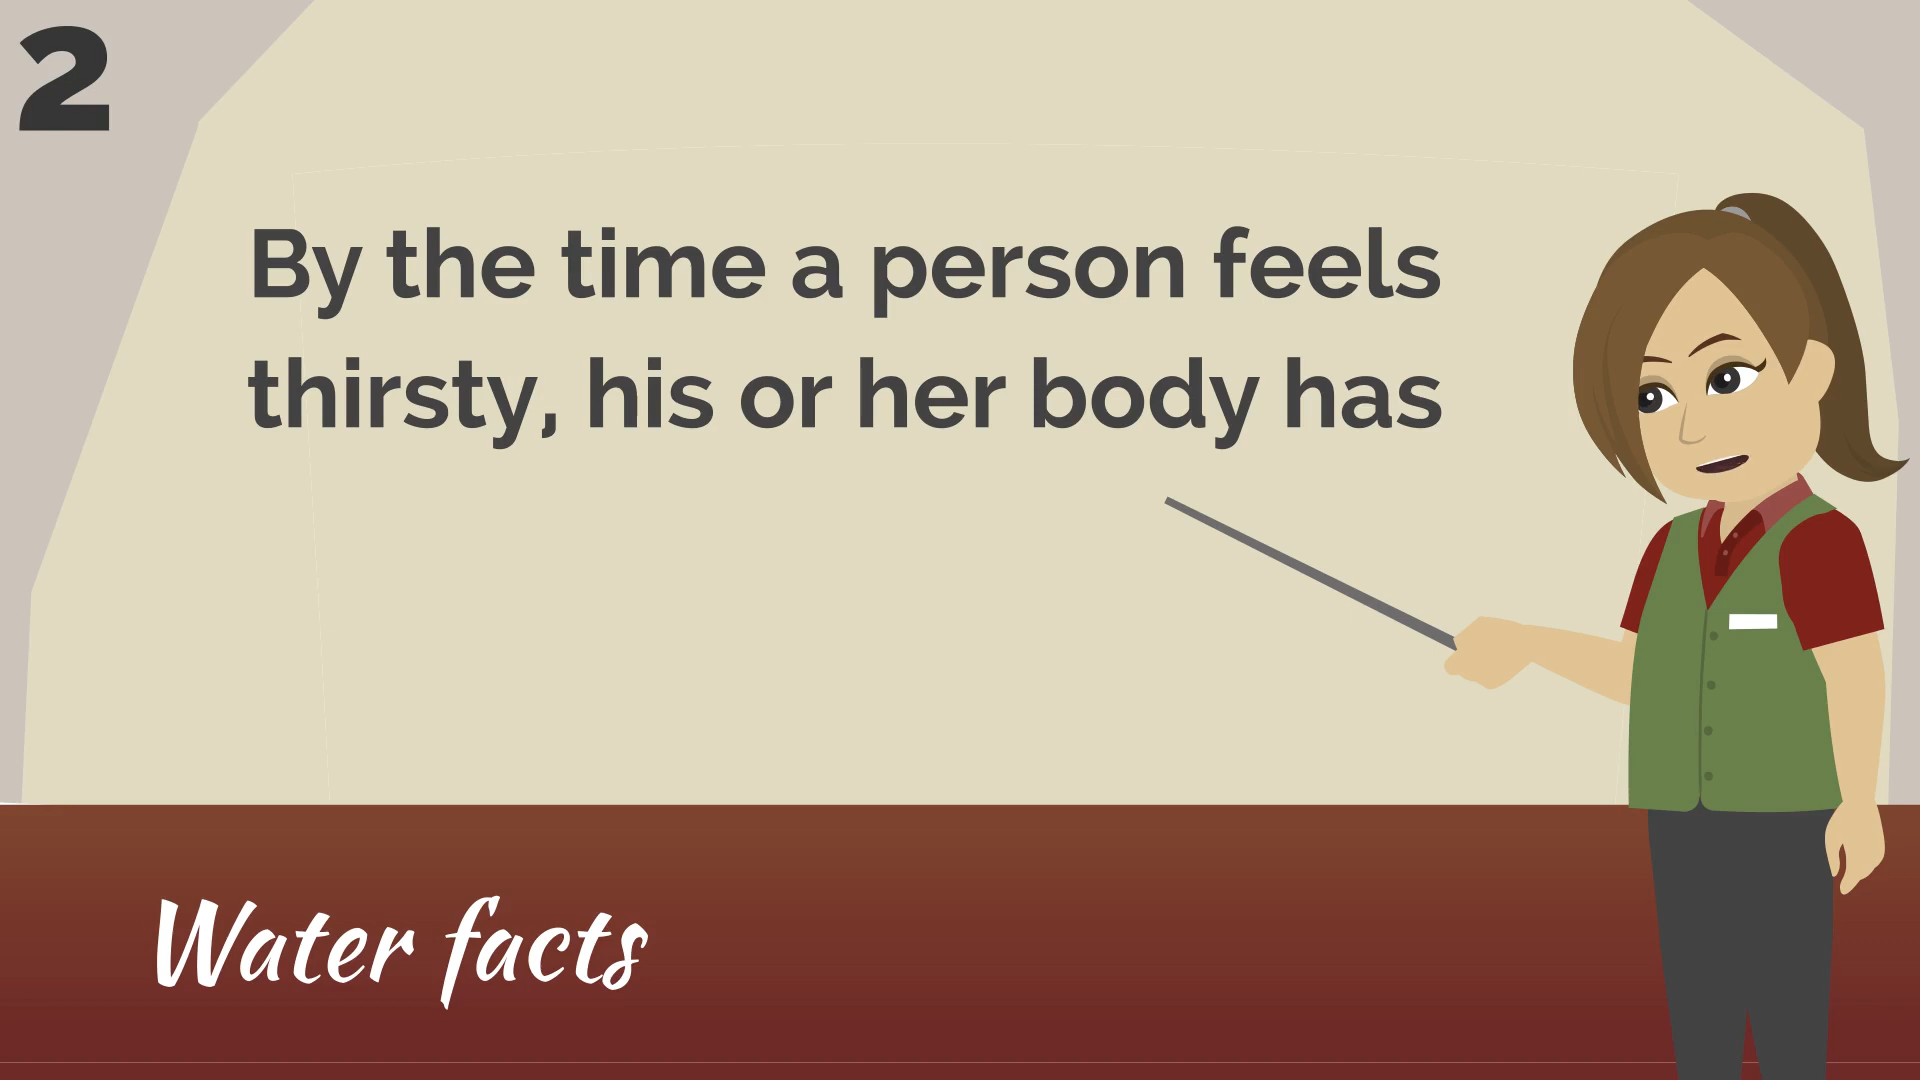 2
By the time a person feels
thirsty, his or her body has
Water facts